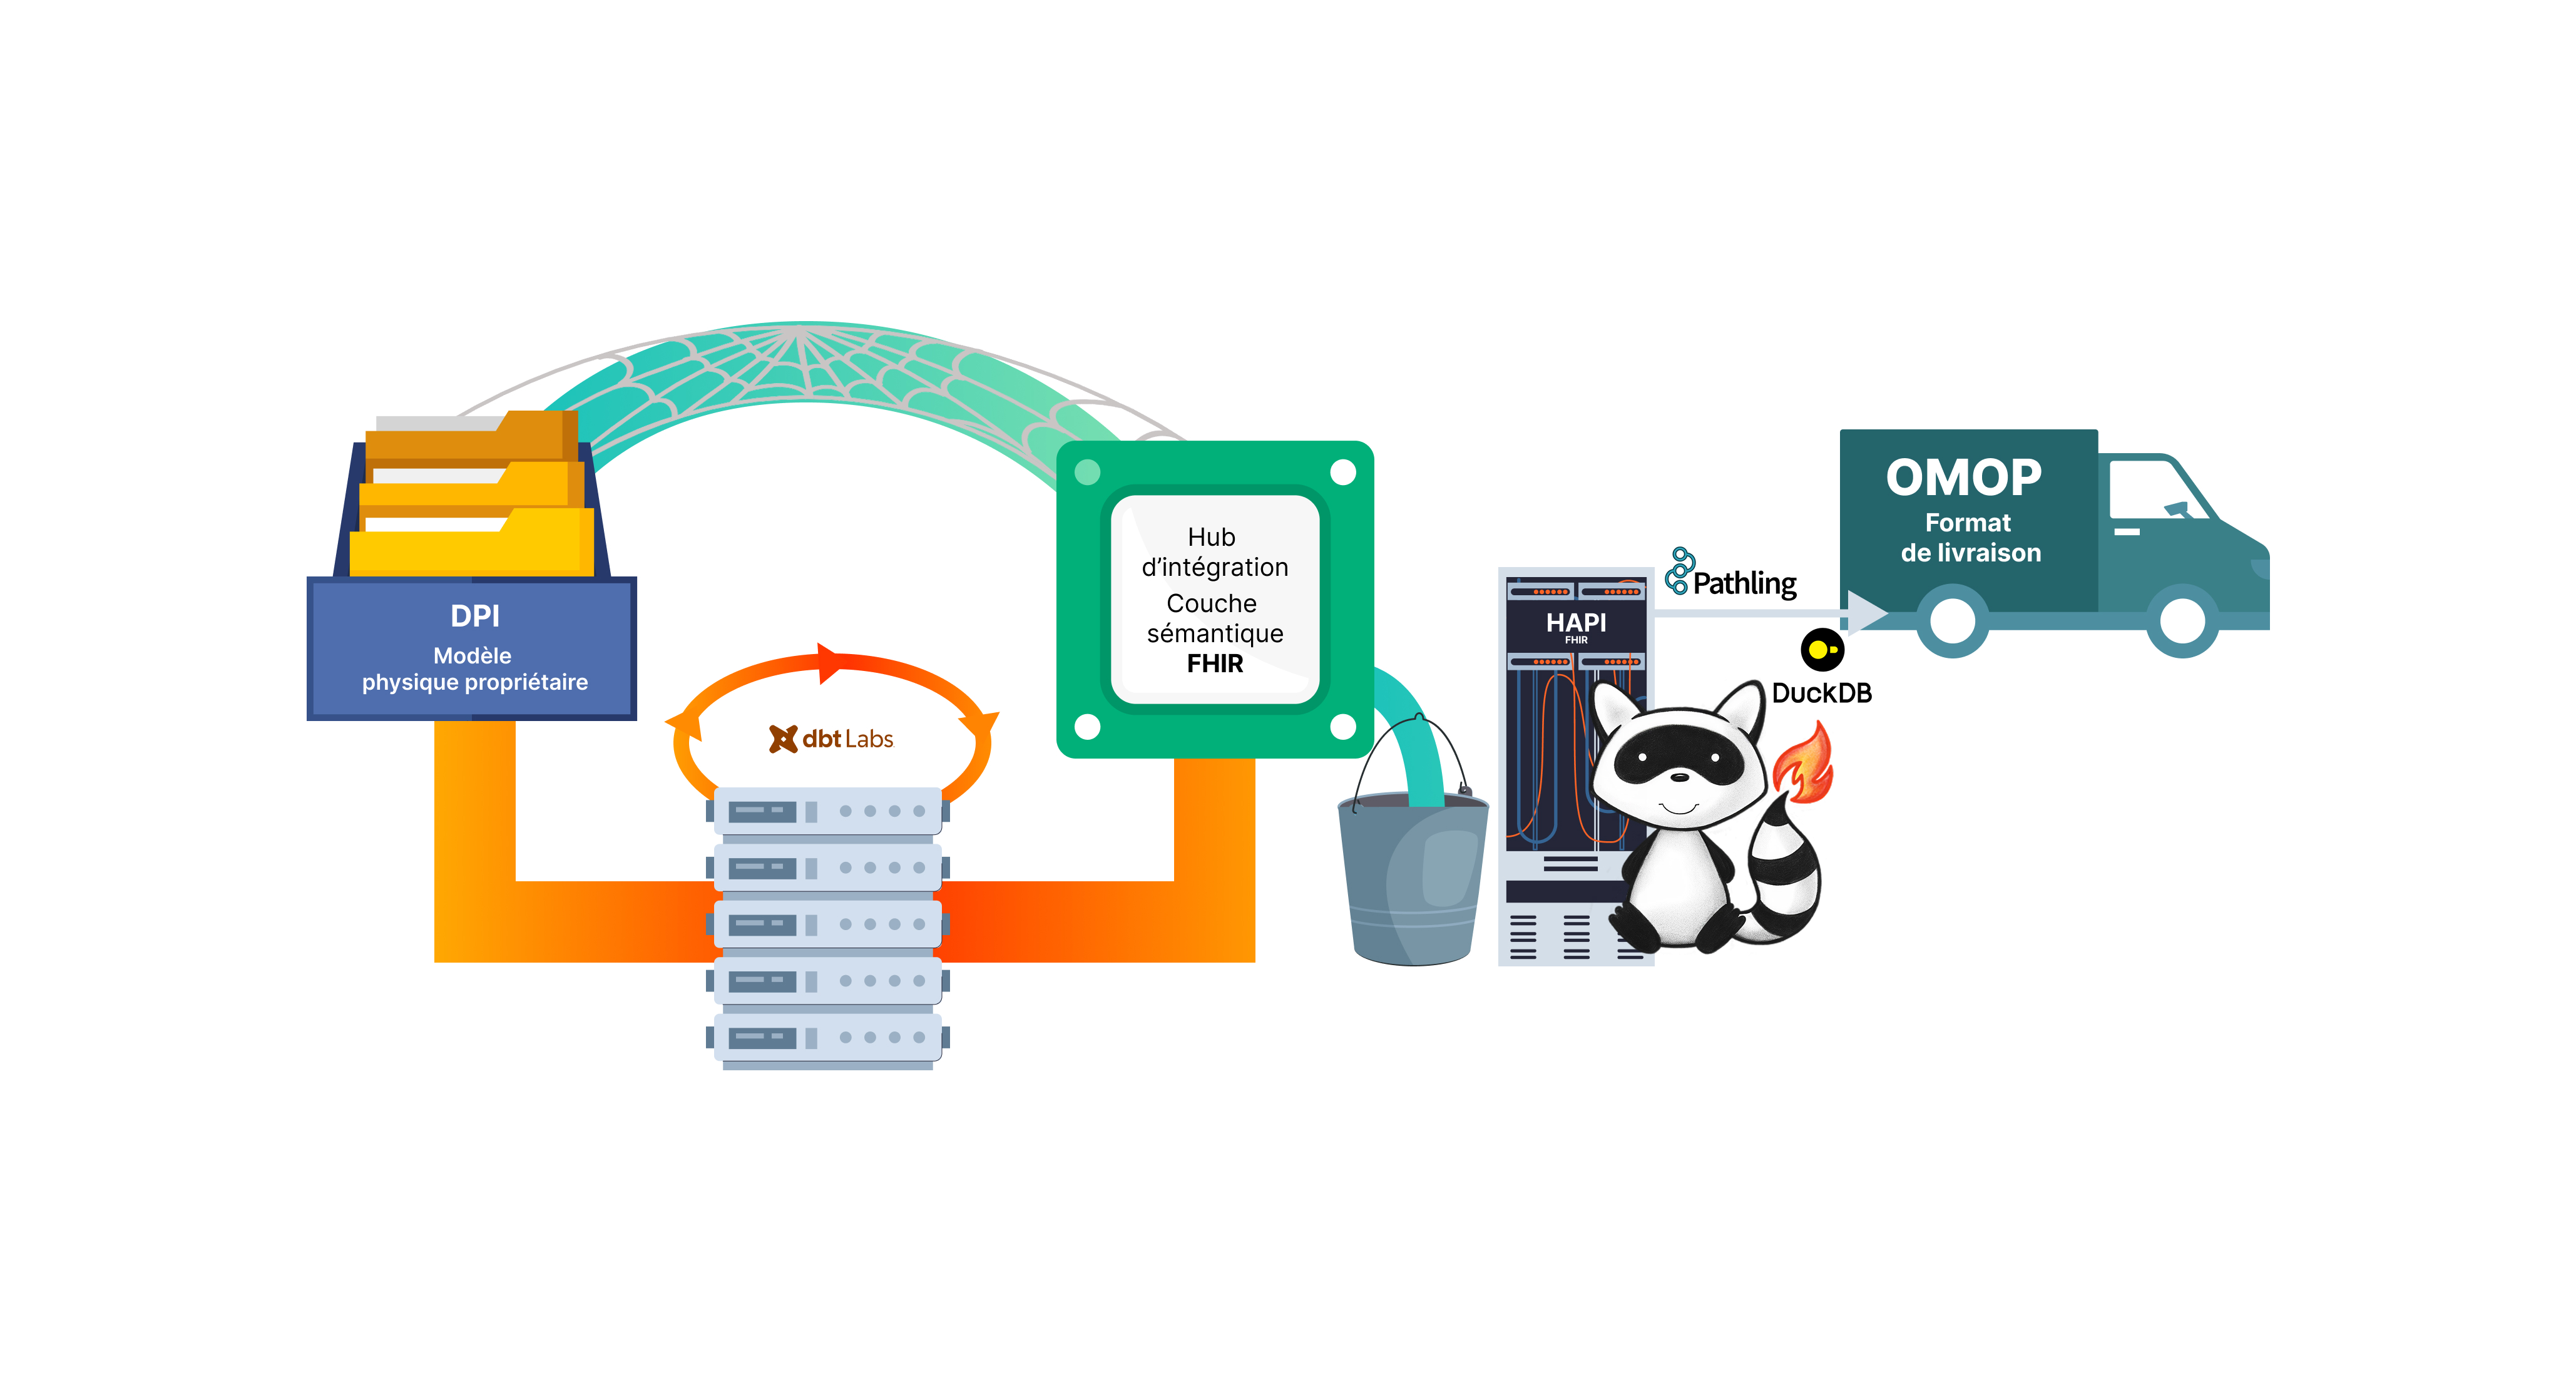 DPI
Modèle
physique propriétaire
dbt Labs
Hub
d'intégration
Couche
sémantique
FHIR
HAPI
FHIR
Pathling
DuckDB
OMOP
Format
de livraison